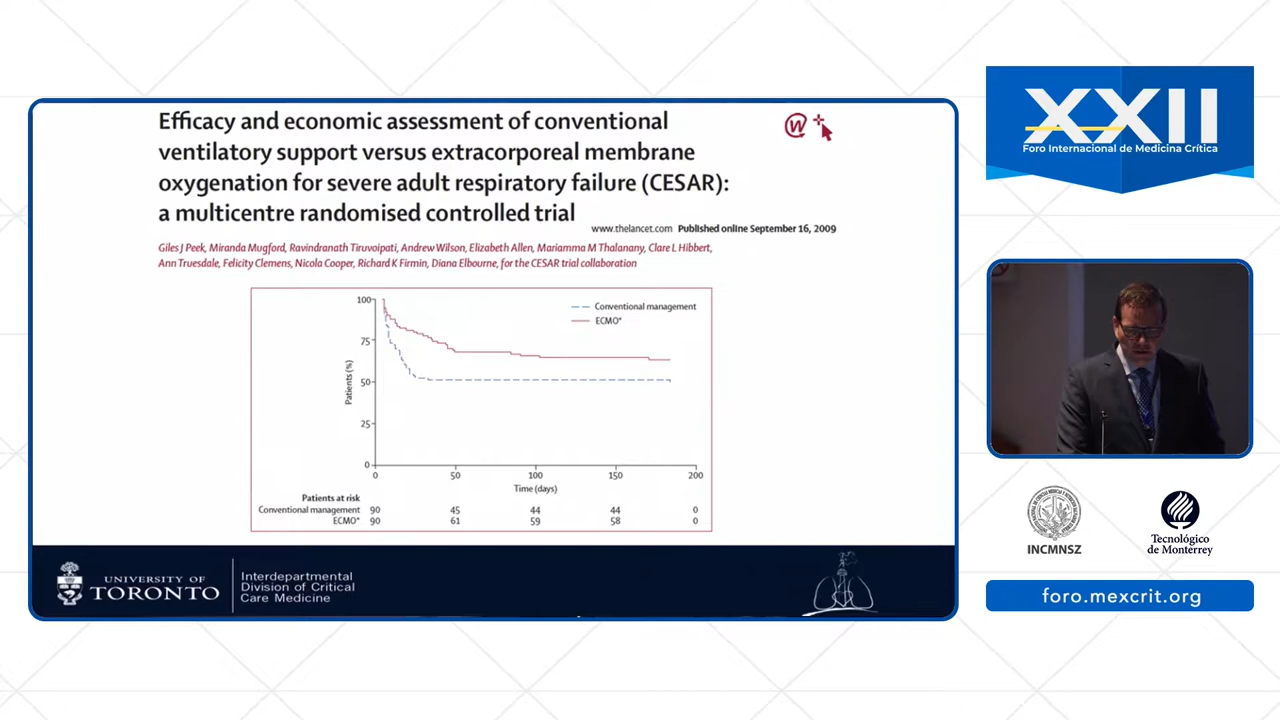 Efficacy and economic assessment of conventional
ventilatory support versus extracorporeal membrane
oxygenation for severe adult respiratory failure (CESAR):
a multicentre randomised controlled trial
www.thelancet.com Published online September 16, 2009
Giles J Peek, Miranda Mugford, Ravindranath Tiruvoipati, Andrew Wilson, Elizabeth Allen, Mariamma M Thalanany, Clare L Hibbert,
Ann Truesdale, Felicity Clemens, Nicola Cooper, Richard K Firmin, Diana Elbourne, for the CESAR trial collaboration
W
Conventional management
ECMO*
100
75
50
25
0
Patients (%)
0 50 100 150 200
Time (days)
Patients at risk
Conventional management 90 45 44 44 0
ECMO* 90 61 59 58 0
UNIVERSITY OF
TORONTO
Interdepartmental
Division of Critical
Care Medicine
XXII
Foro Internacional de Medicina Crítica
INCMNSZ
Tecnológico
de Monterrey
foro.mexcrit.org